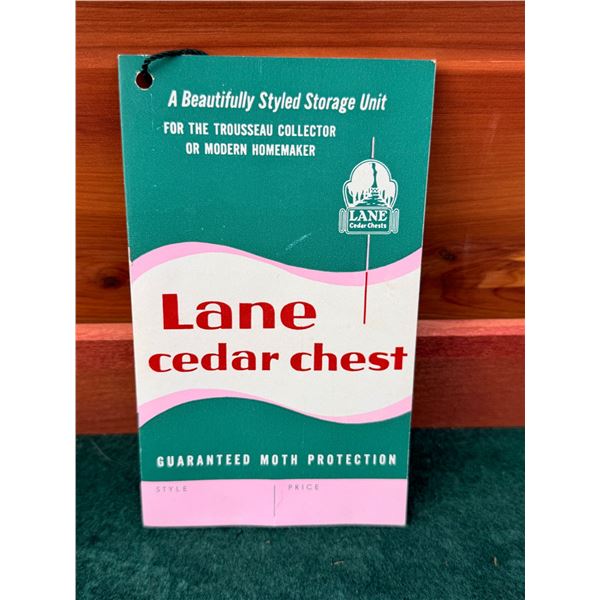 A Beautifully Styled Storage Unit
FOR THE TROUSSEAU COLLECTOR
OR MODERN HOMEMAKER
LANE
Cedar Chests
Lane
cedar chest
GUARANTEED MOTH PROTECTION
STYLE PRICE